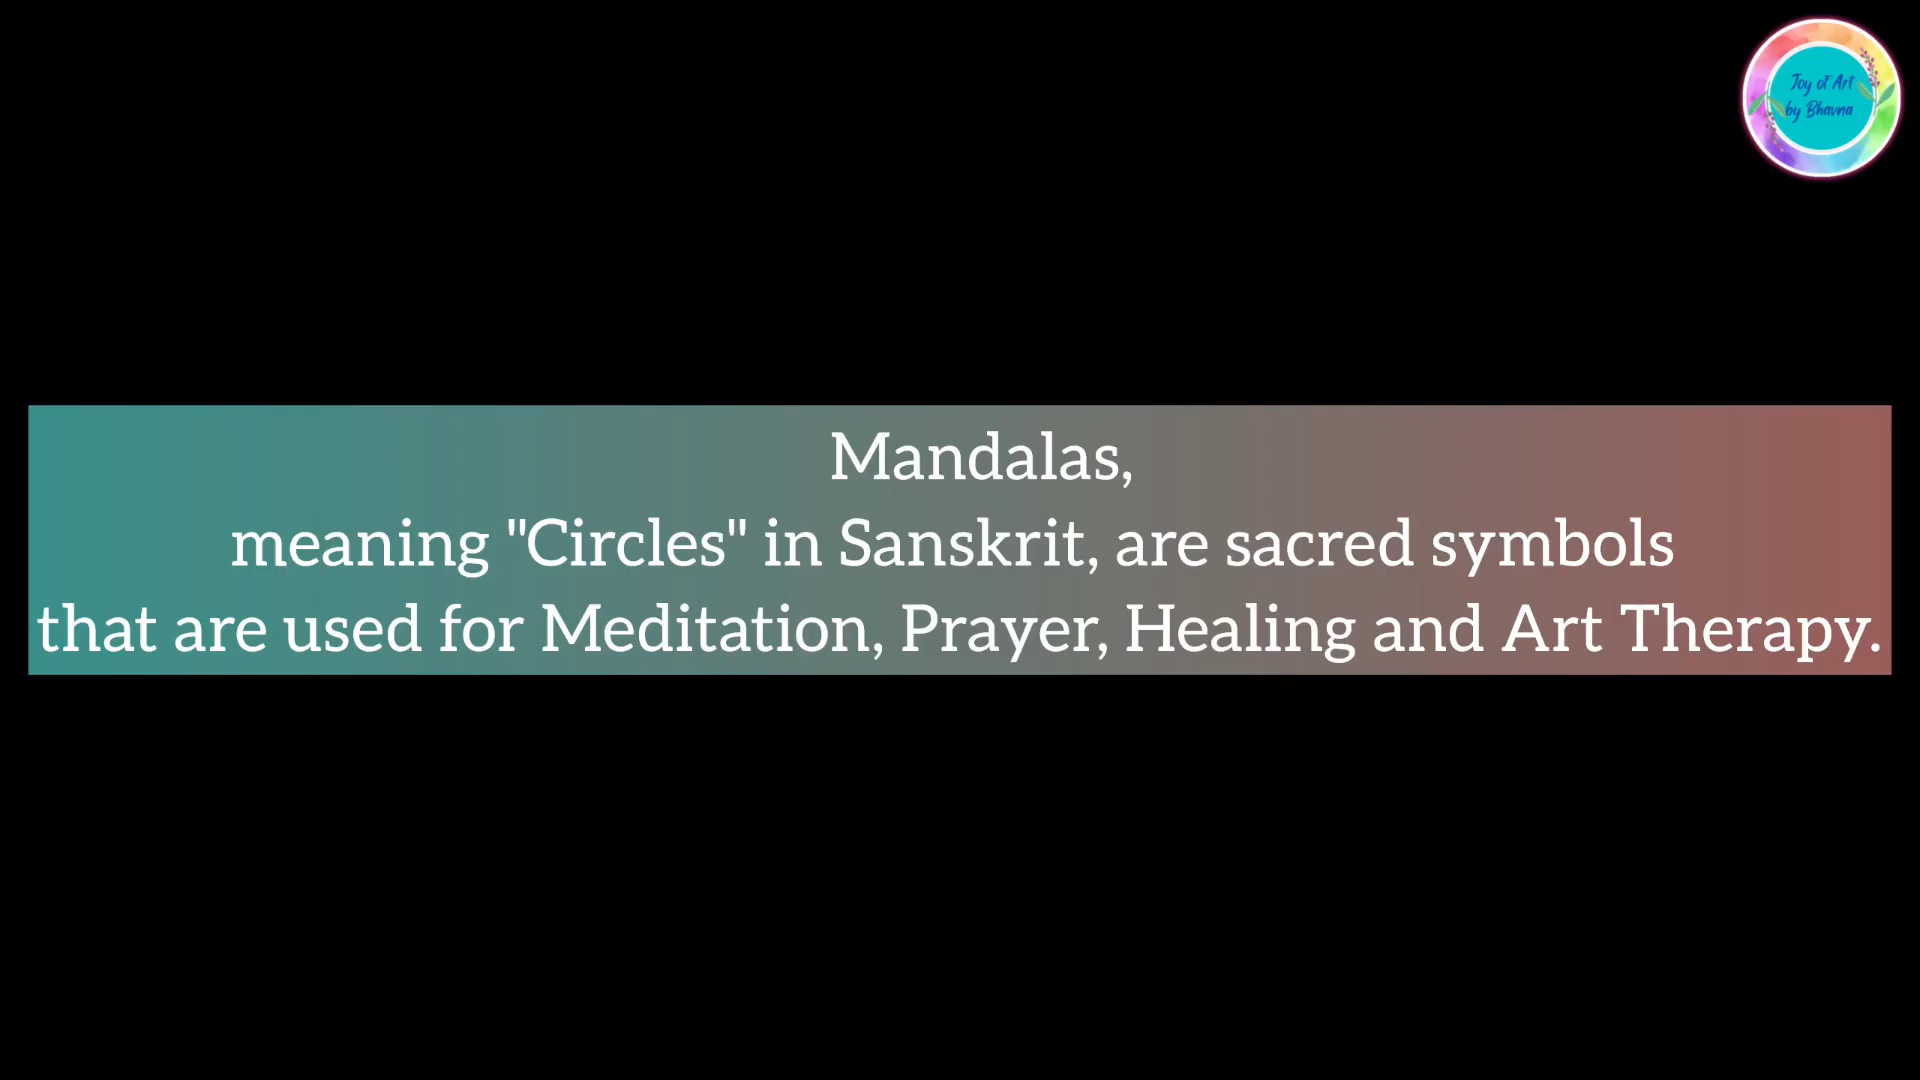 Joy of Art
by Bhavna
Mandalas,
meaning "Circles" in Sanskrit, are sacred symbols
that are used for Meditation, Prayer, Healing and Art Therapy.